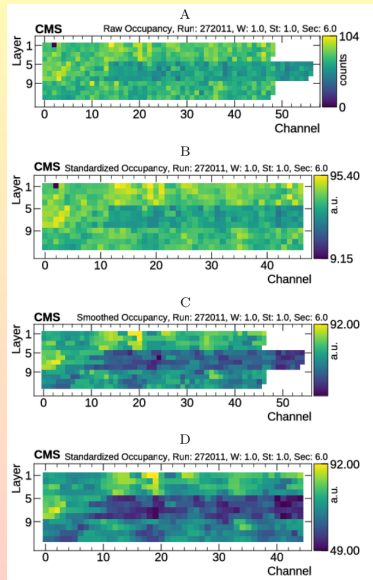 A
CMS Raw Occupancy, Run: 272011, W: 1.0, St: 1.0, Sec: 6.0
Layer
1
5
9
0 10 20 30 40 50
Channel
104
counts
0
B
CMS Standardized Occupancy, Run: 272011, W: 1.0, St: 1.0, Sec: 6.0
Layer
1
5
9
0 10 20 30 40
Channel
95.40
a.u.
9.15
C
CMS Smoothed Occupancy, Run: 272011, W: 1.0, St: 1.0, Sec: 6.0
Layer
1
5
9
0 10 20 30 40 50
Channel
92.00
a.u.
49.00
D
CMS Standardized Occupancy, Run: 272011, W: 1.0, St: 1.0, Sec: 6.0
Layer
1
5
9
0 10 20 30 40
Channel
92.00
a.u.
49.00